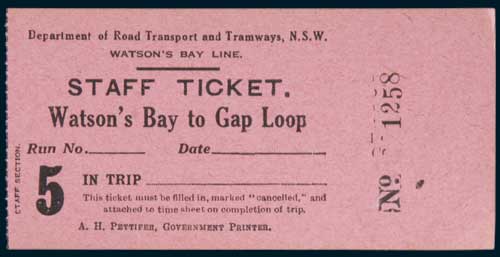 Department of Road Transport and Tramways, N.S.W.
WATSON'S BAY LINE.
STAFF TICKET.
Watson's Bay to Gap Loop
Run No. Date
5 IN TRIP
This ticket must be filled in, marked "cancelled," and
attached to time sheet on completion of trip.
A. H. PETTIFER, GOVERNMENT PRINTER.
STAFF SECTION.
No. 1258